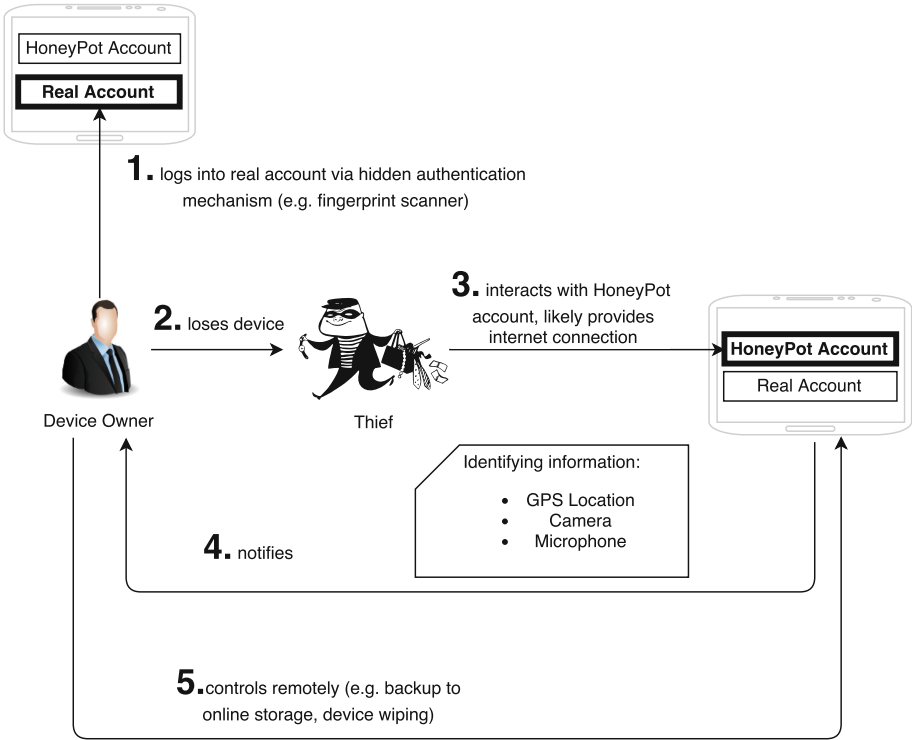 HoneyPot Account
Real Account
1. logs into real account via hidden authentication
mechanism (e.g. fingerprint scanner)
2. loses device
3. interacts with HoneyPot
account, likely provides
internet connection
HoneyPot Account
Real Account
Device Owner
Thief
Identifying information:
• GPS Location
• Camera
• Microphone
4. notifies
5. controls remotely (e.g. backup to
online storage, device wiping)